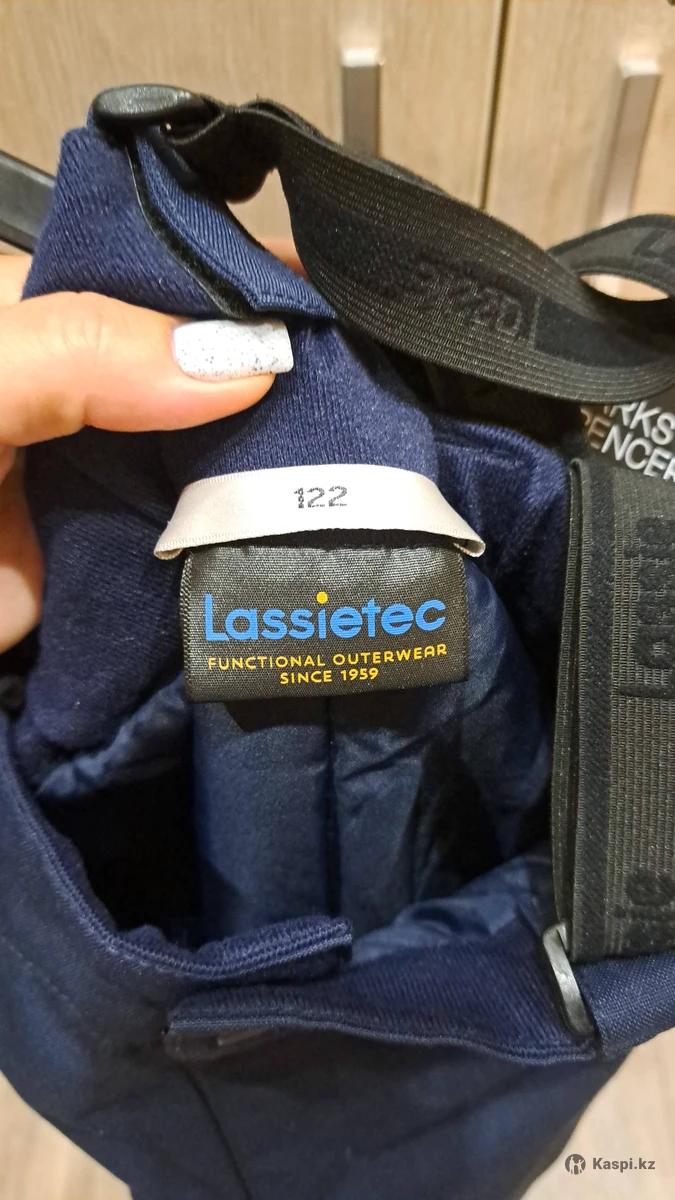 122
Lassietec
FUNCTIONAL OUTERWEAR
SINCE 1959
Kaspi.kz